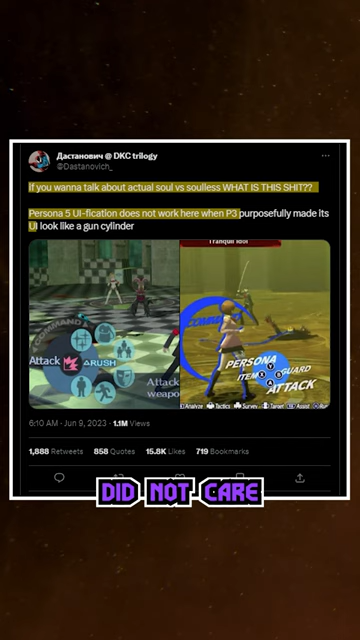 Дастанович @ DKC trilogy
@Dastanovich_
if you wanna talk about actual soul vs soulless WHAT IS THIS SHIT??
Persona 5 UI-fication does not work here when P3 purposefully made its
UI look like a gun cylinder
COMMAND
Attack
RUSH
Attack
weapo
Tranquil Idol
COMM
PERSONA
ITEM
GUARD
ATTACK
Y
X
B
A
Analyze
Tactics
Survey
Target
Assist
6:10 AM · Jun 9, 2023 · 1.1M Views
1,888 Retweets 858 Quotes 15.8K Likes 719 Bookmarks
DID NOT CARE